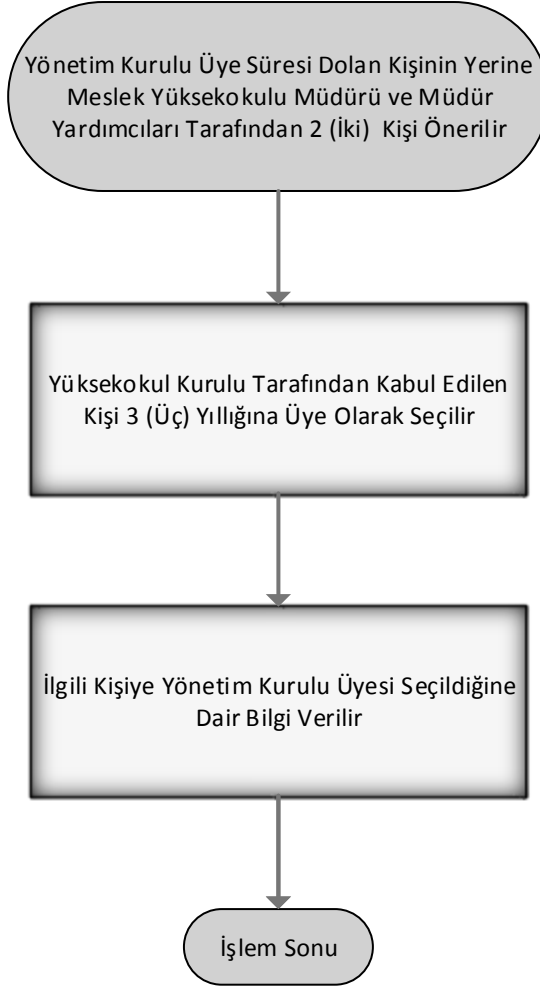 Yönetim Kurulu Üye Süresi Dolan Kişinin Yerine
Meslek Yüksekokulu Müdürü ve Müdür
Yardımcıları Tarafından 2 (İki) Kişi Önerilir
Yüksekokul Kurulu Tarafından Kabul Edilen
Kişi 3 (Üç) Yıllığına Üye Olarak Seçilir
İlgili Kişiye Yönetim Kurulu Üyesi Seçildiğine
Dair Bilgi Verilir
İşlem Sonu